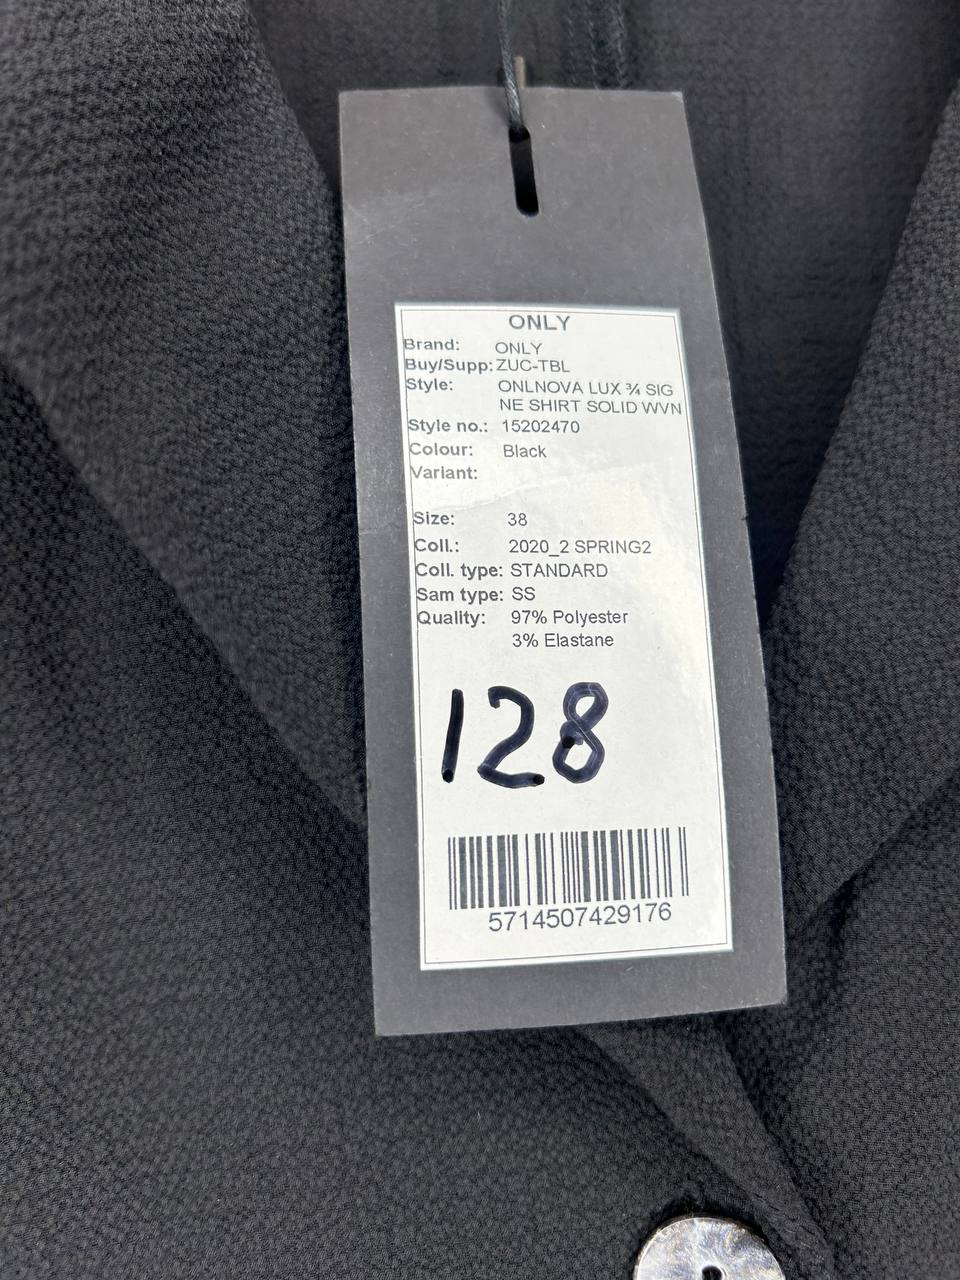 ONLY
Brand: ONLY
Buy/Supp: ZUC-TBL
Style: ONLNOVA LUX ¾ SIG
NE SHIRT SOLID WVN
Style no.: 15202470
Colour: Black
Variant:
Size: 38
Coll.: 2020_2 SPRING2
Coll. type: STANDARD
Sam type: SS
Quality: 97% Polyester
3% Elastane
128
5714507429176